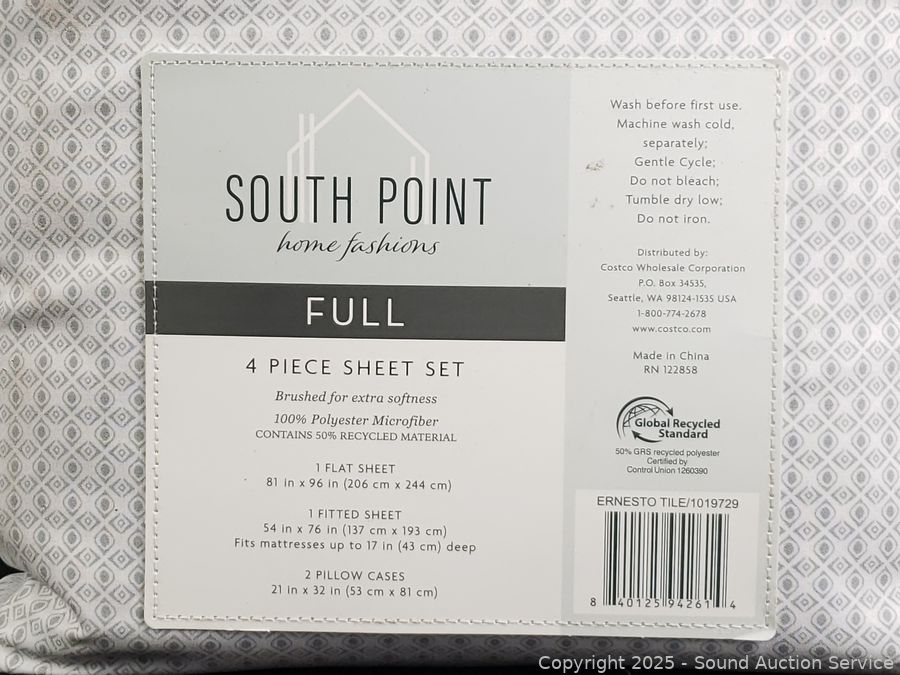 SOUTH POINT
home fashions
FULL
4 PIECE SHEET SET
Brushed for extra softness
100% Polyester Microfiber
CONTAINS 50% RECYCLED MATERIAL
1 FLAT SHEET
81 in x 96 in (206 cm x 244 cm)
1 FITTED SHEET
54 in x 76 in (137 cm x 193 cm)
Fits mattresses up to 17 in (43 cm) deep
2 PILLOW CASES
21 in x 32 in (53 cm x 81 cm)
Wash before first use.
Machine wash cold,
separately;
Gentle Cycle;
Do not bleach;
Tumble dry low;
Do not iron.
Distributed by:
Costco Wholesale Corporation
P.O. Box 34535,
Seattle, WA 98124-1535 USA
1-800-774-2678
www.costco.com
Made in China
RN 122858
Global Recycled
Standard
50% GRS recycled polyester
Certified by
Control Union 1260390
ERNESTO TILE/1019729
8 40125 94261 4
Copyright 2025 - Sound Auction Service